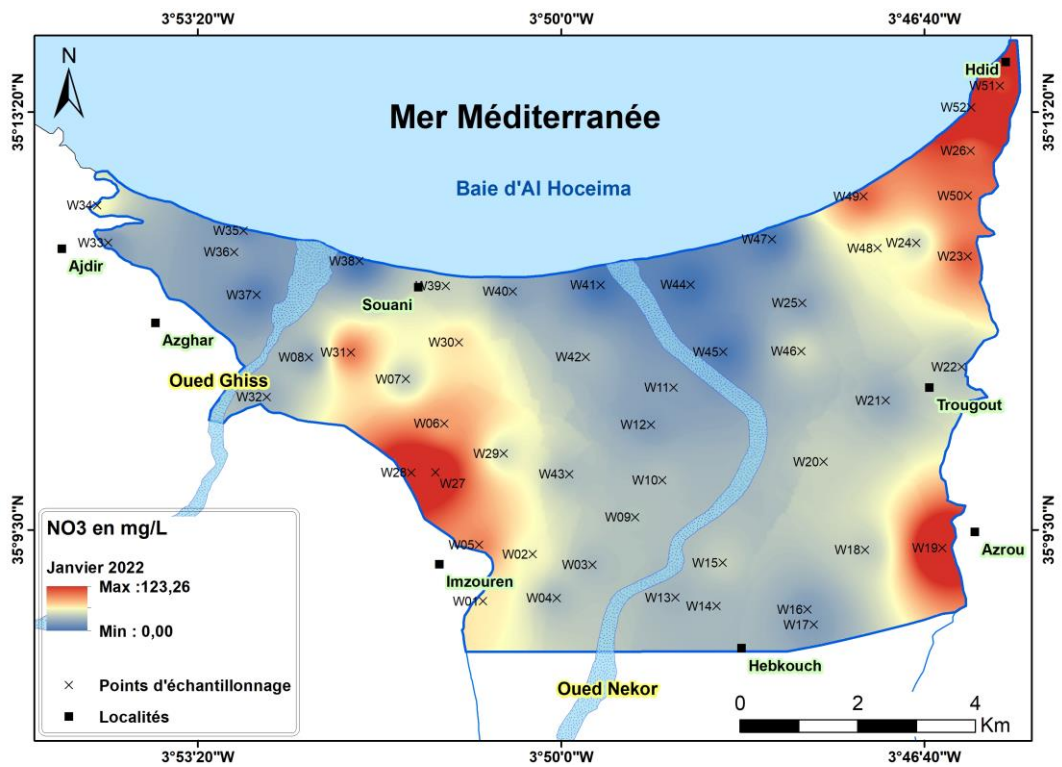 3°53'20"W
3°50'0"W
3°46'40"W
N
Hdid
W51
35°13'20"N
35°13'20"N
W52
Mer Méditerranée
W26
Baie d'Al Hoceima
W49
W50
W34
W35
W47
W33
W48
W24
Ajdir
W36
W38
W23
W39
W41
W44
W37
Souani
W40
W25
Azghar
W30
W31
W08
W42
W45
W46
W22
Oued Ghiss
W07
W11
Trougout
W32
W21
W06
W12
W29
W20
W28
W27
W43
W10
W09
35°9'30"N
35°9'30"N
NO3 en mg/L
W05
W02
W18
W19
Azrou
Janvier 2022
W03
W15
Max :123,26
Imzouren
W01
W04
W13
W14
W16
Min : 0,00
W17
Hebkouch
Points d'échantillonnage
Oued Nekor
0 2 4
Localités
Km
3°53'20"W
3°50'0"W
3°46'40"W